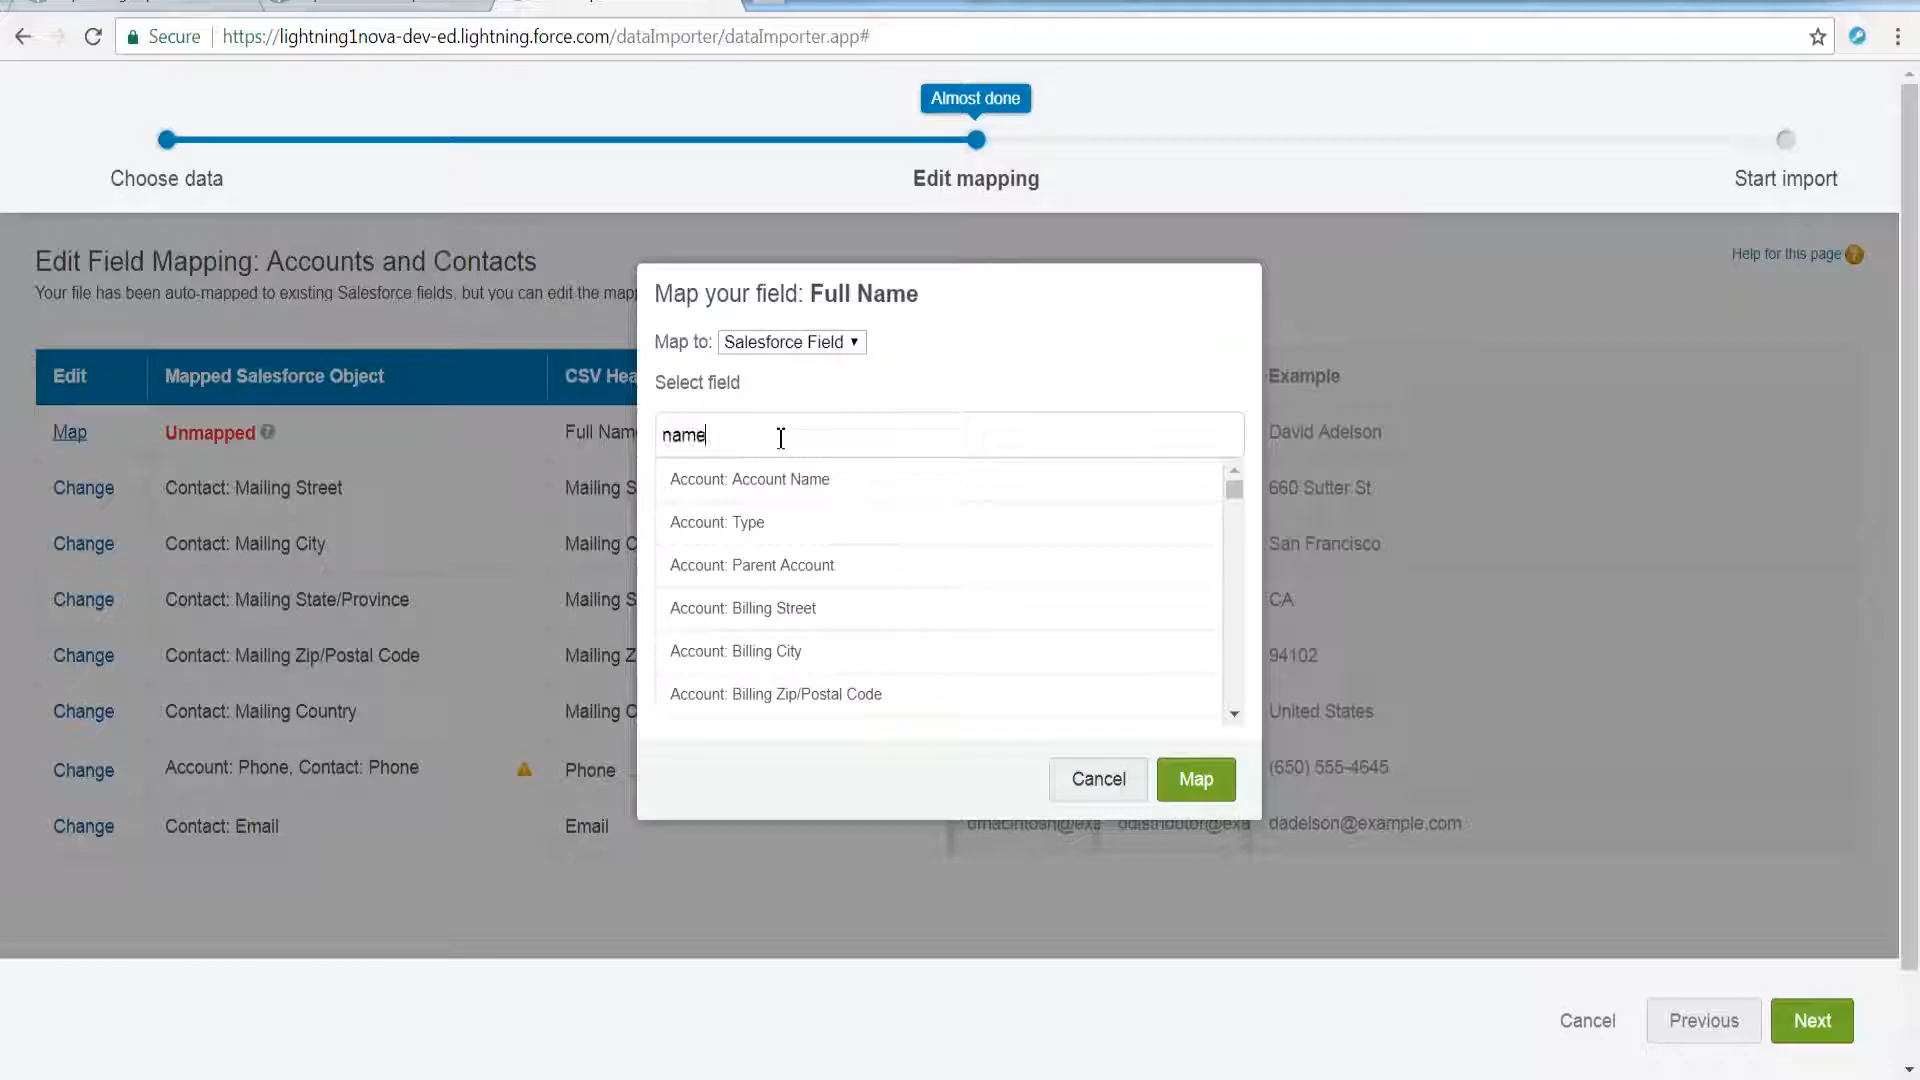 Secure https://lightning1nova-dev-ed.lightning.force.com/dataImporter/dataImporter.app#
Almost done
Choose data
Edit mapping
Start import
Edit Field Mapping: Accounts and Contacts
Help for this page ?
Your file has been auto-mapped to existing Salesforce fields, but you can edit the mapp
Edit Mapped Salesforce Object CSV Hea Example
Map Unmapped ? Full Name David Adelson
Change Contact: Mailing Street Mailing S 660 Sutter St
Change Contact: Mailing City Mailing C San Francisco
Change Contact: Mailing State/Province Mailing S CA
Change Contact: Mailing Zip/Postal Code Mailing Z 94102
Change Contact: Mailing Country Mailing C United States
Change Account: Phone, Contact: Phone Phone (650) 555-4645
Change Contact: Email Email dadelson@example.com
Map your field: Full Name
Map to: Salesforce Field
Select field
name
Account: Account Name
Account: Type
Account: Parent Account
Account: Billing Street
Account: Billing City
Account: Billing Zip/Postal Code
Cancel Map
Cancel Previous Next